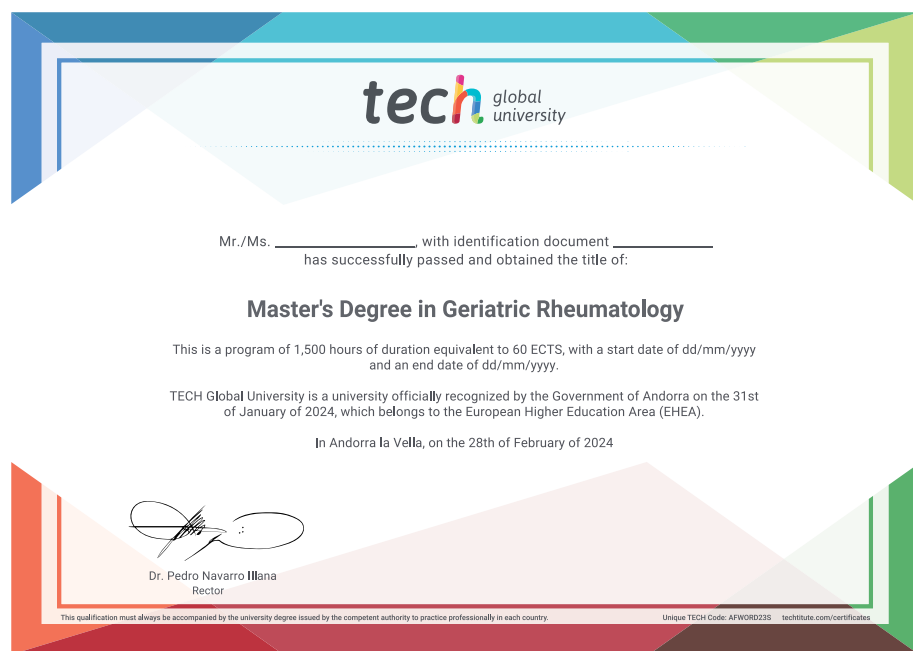 tech global university
Mr./Ms. ____________, with identification document ____________
has successfully passed and obtained the title of:
Master's Degree in Geriatric Rheumatology
This is a program of 1,500 hours of duration equivalent to 60 ECTS, with a start date of dd/mm/yyyy
and an end date of dd/mm/yyyy.
TECH Global University is a university officially recognized by the Government of Andorra on the 31st
of January of 2024, which belongs to the European Higher Education Area (EHEA).
In Andorra la Vella, on the 28th of February of 2024
Dr. Pedro Navarro Illana
Rector
This qualification must always be accompanied by the university degree issued by the competent authority to practice professionally in each country.
Unique TECH Code: AFWORD23S techtitute.com/certificates